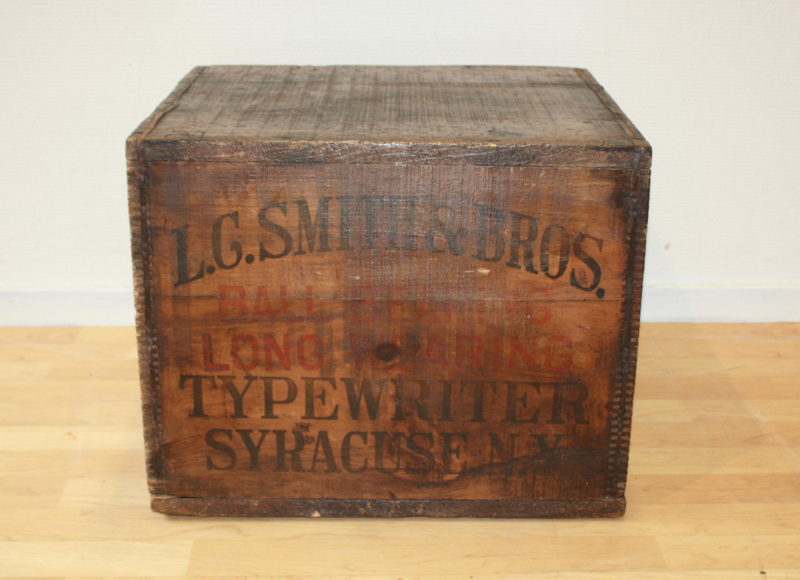 L.C. SMITH & BROS.
BALL BEARING
LONG WEARING
TYPEWRITER
SYRACUSE, N.Y.